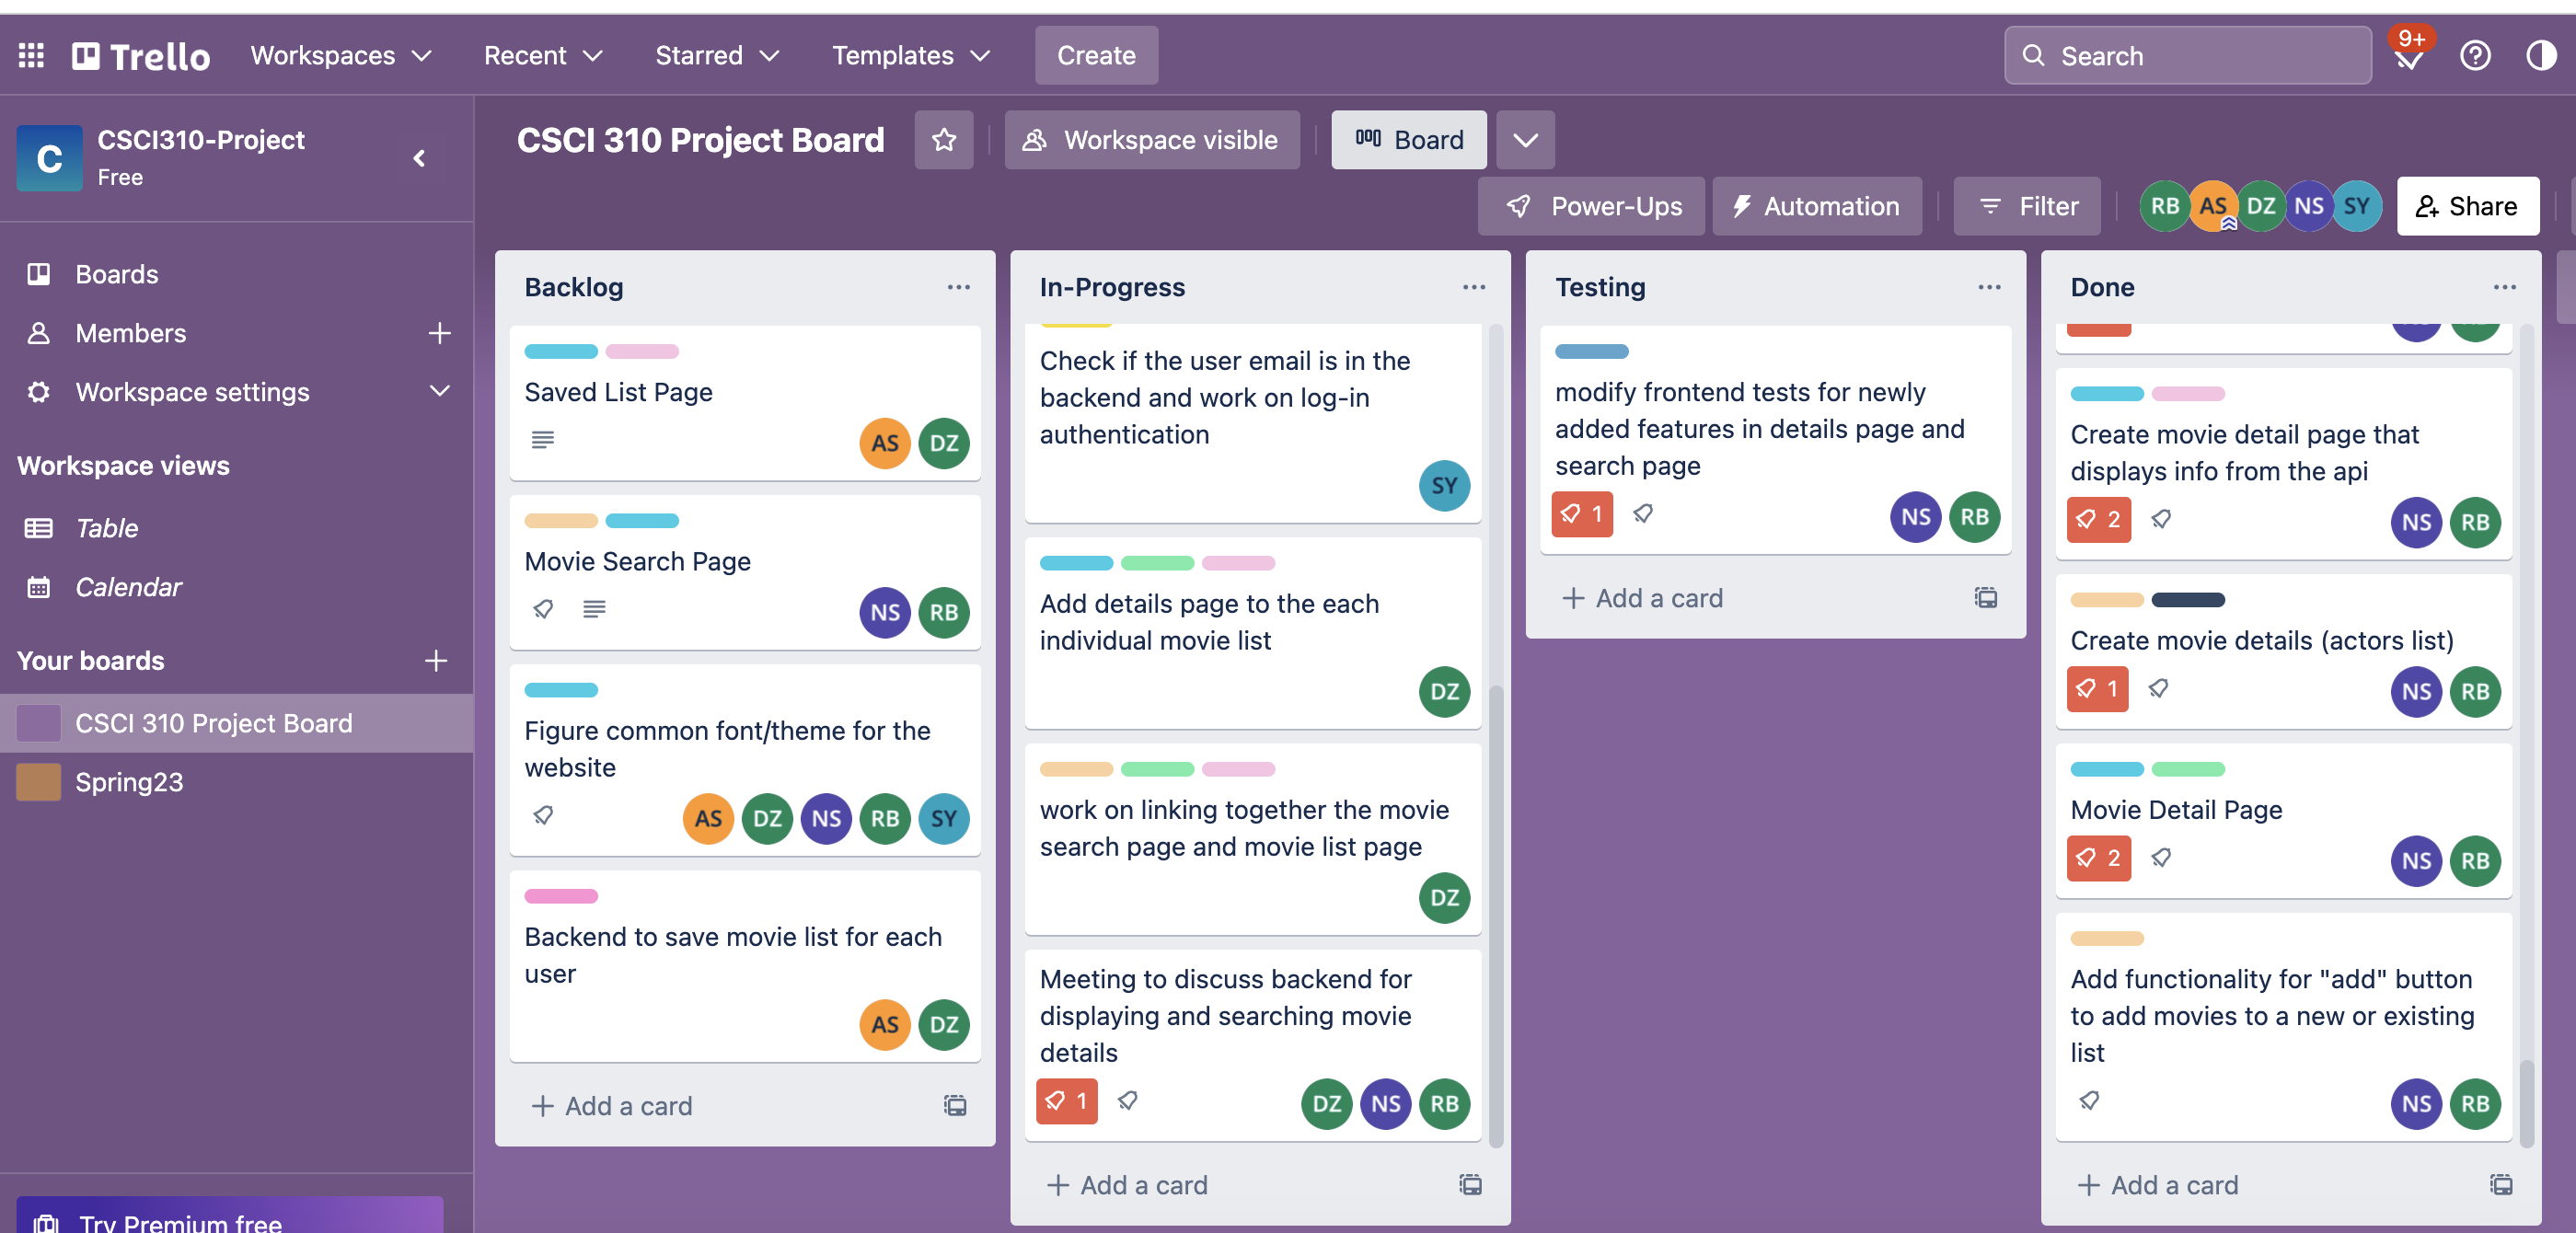 Trello
Workspaces
Recent
Starred
Templates
Create
Search
9+
C
CSCI310-Project
Free
CSCI 310 Project Board
Workspace visible
Board
Power-Ups
Automation
Filter
RB
AS
DZ
NS
SY
Share
Boards
Members
Workspace settings
Workspace views
Table
Calendar
Your boards
CSCI 310 Project Board
Spring23
Try Premium free
Backlog
Saved List Page
AS
DZ
Movie Search Page
NS
RB
Figure common font/theme for the
website
AS
DZ
NS
RB
SY
Backend to save movie list for each
user
AS
DZ
Add a card
In-Progress
Check if the user email is in the
backend and work on log-in
authentication
SY
Add details page to the each
individual movie list
DZ
work on linking together the movie
search page and movie list page
DZ
Meeting to discuss backend for
displaying and searching movie
details
1
DZ
NS
RB
Add a card
Testing
modify frontend tests for newly
added features in details page and
search page
1
NS
RB
Add a card
Done
Create movie detail page that
displays info from the api
2
NS
RB
Create movie details (actors list)
1
NS
RB
Movie Detail Page
2
NS
RB
Add functionality for "add" button
to add movies to a new or existing
list
NS
RB
Add a card